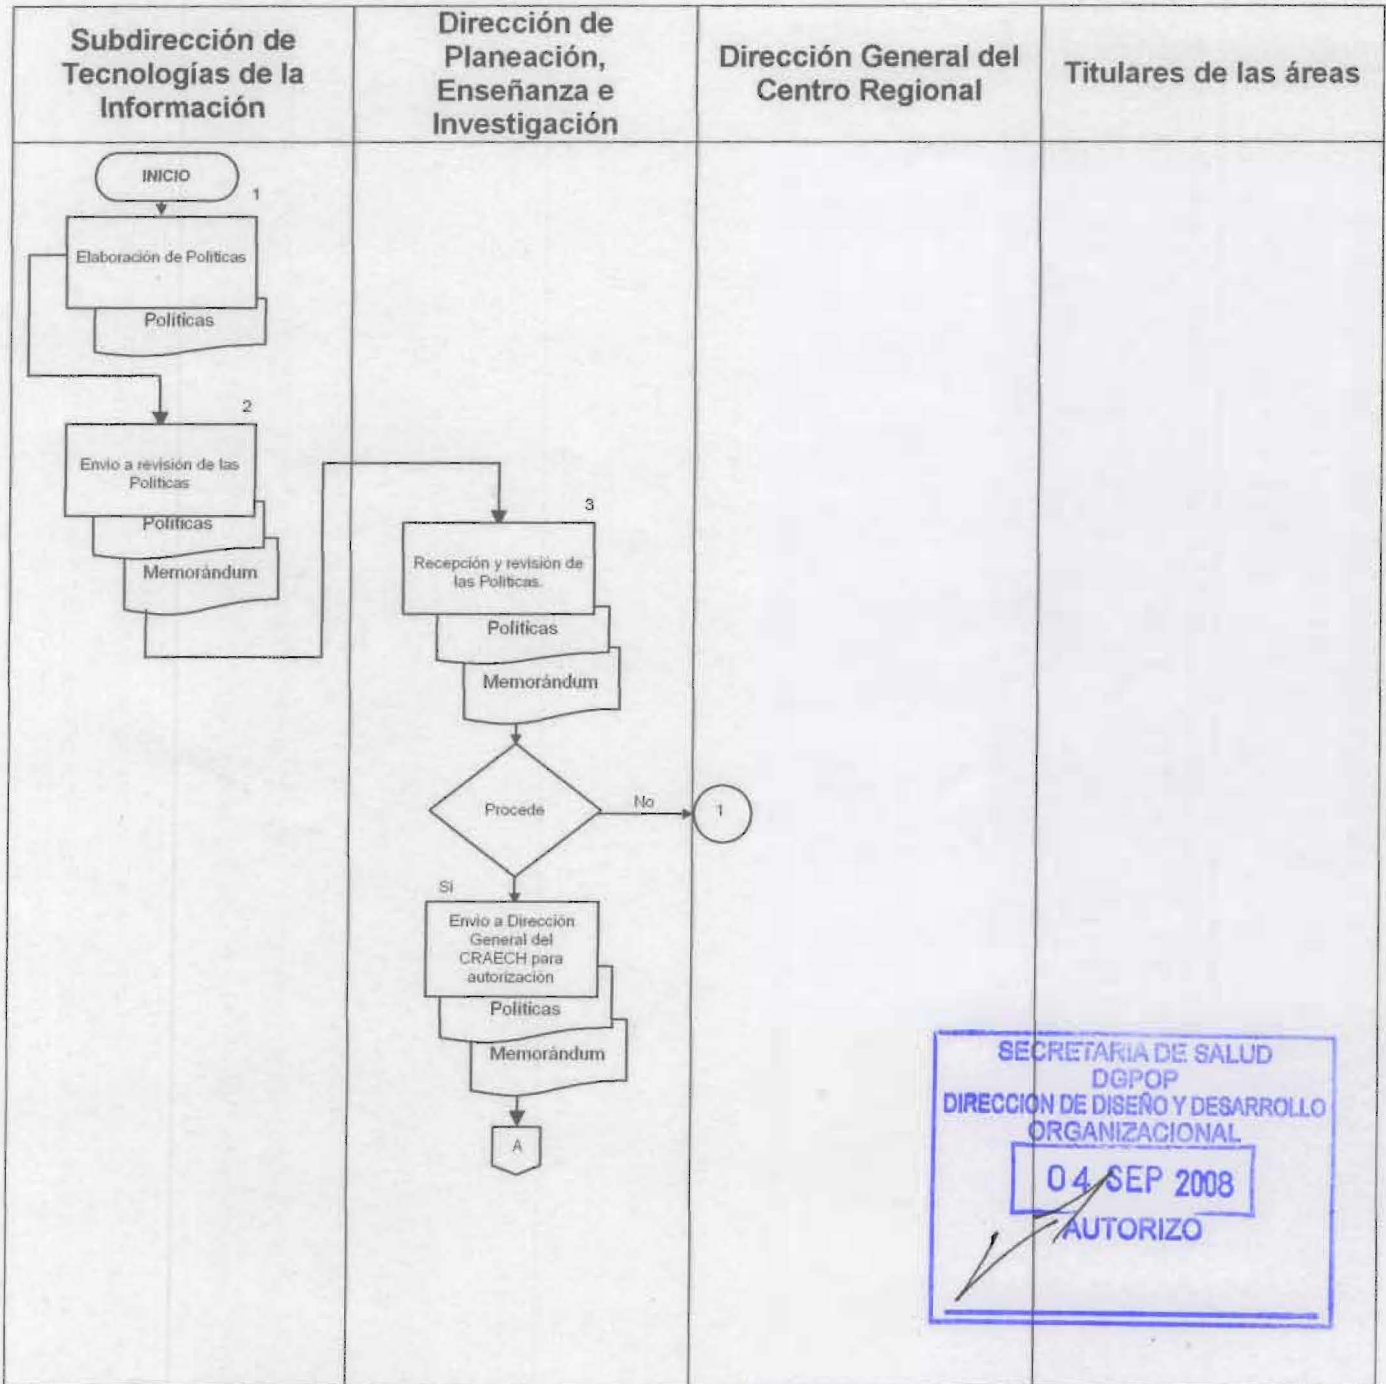 Subdirección de
Tecnologías de la
Información
Dirección de
Planeación,
Enseñanza e
Investigación
Dirección General del
Centro Regional
Titulares de las áreas
INICIO
1
Elaboración de Políticas
Políticas
2
Envio a revisión de las
Políticas
Políticas
Memorándum
3
Recepción y revisión de
las Políticas.
Políticas
Memorándum
Procede
No
1
Si
Envio a Dirección
General del
CRAECH para
autorización
Políticas
Memorándum
A
SECRETARIA DE SALUD
DGPOP
DIRECCION DE DISEÑO Y DESARROLLO
ORGANIZACIONAL
04 SEP 2008
AUTORIZO